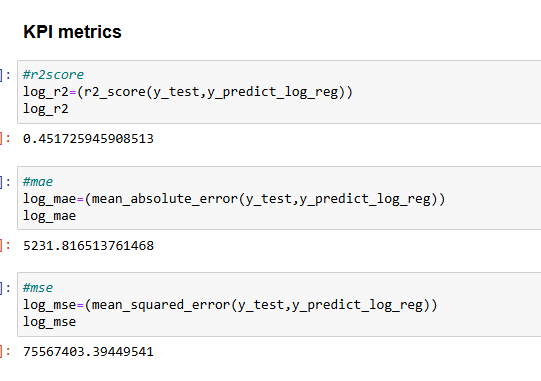 KPI metrics
]: #r2score
log_r2=(r2_score(y_test,y_predict_log_reg))
log_r2
]: 0.451725945908513
]: #mae
log_mae=(mean_absolute_error(y_test,y_predict_log_reg))
log_mae
]: 5231.816513761468
]: #mse
log_mse=(mean_squared_error(y_test,y_predict_log_reg))
log_mse
]: 75567403.39449541